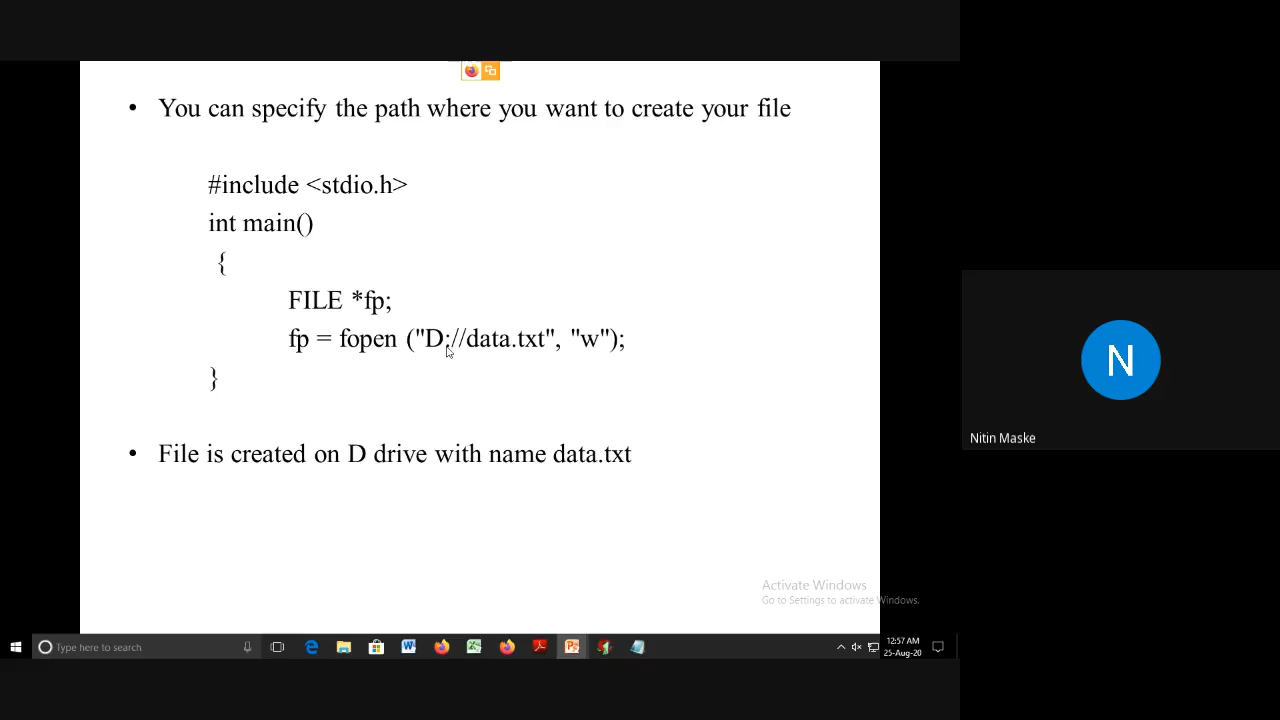 • You can specify the path where you want to create your file
#include <stdio.h>
int main()
{
FILE *fp;
fp = fopen ("D://data.txt", "w");
}
• File is created on D drive with name data.txt
Activate Windows
Go to Settings to activate Windows.
N
Nitin Maske
Type here to search
12:57 AM
25-Aug-20